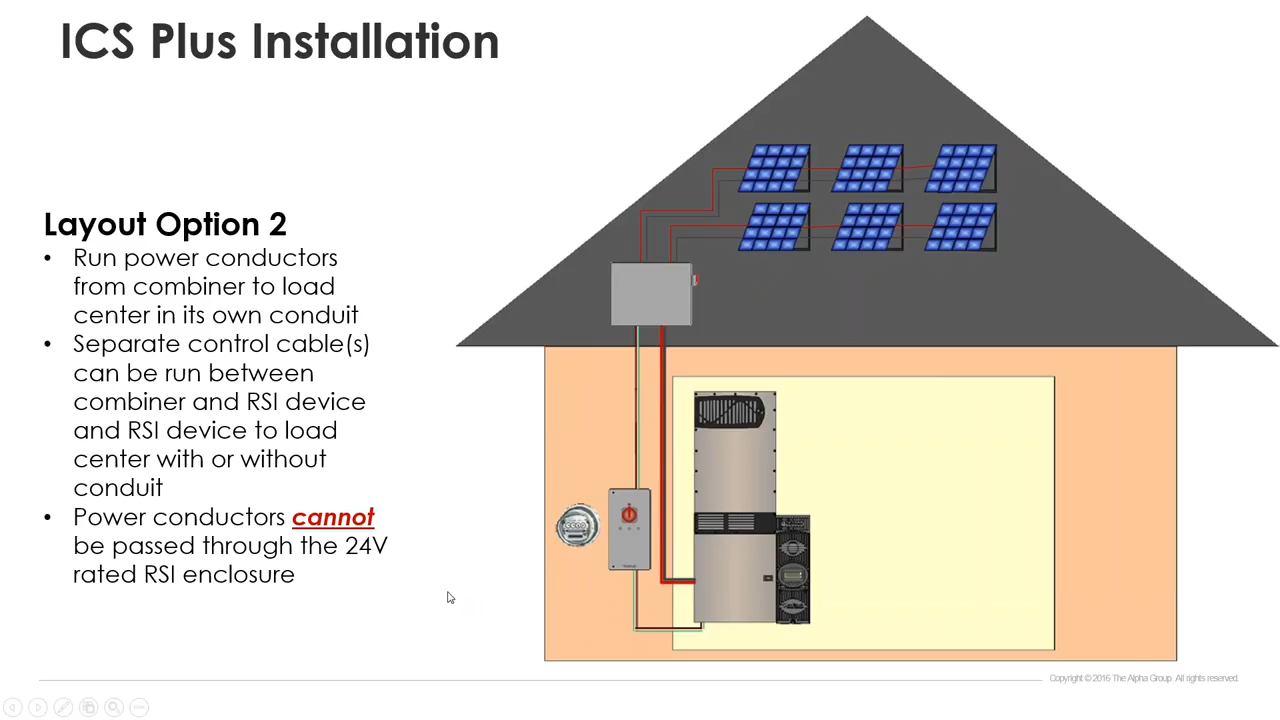 ICS Plus Installation
Layout Option 2
• Run power conductors
from combiner to load
center in its own conduit
• Separate control cable(s)
can be run between
combiner and RSI device
and RSI device to load
center with or without
conduit
• Power conductors cannot
be passed through the 24V
rated RSI enclosure
Copyright © 2016 The Alpha Group. All rights reserved.